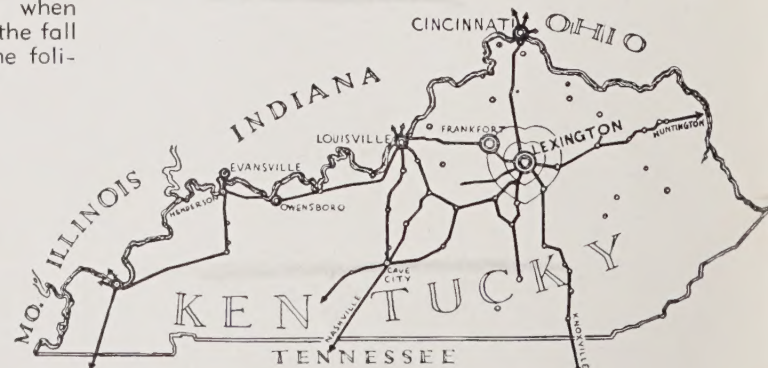 when
the fall
ne foli-
CINCINNATI
OHIO
INDIANA
LOUISVILLE
FRANKFORT
LEXINGTON
HUNTINGTON
EVANSVILLE
ILLINOIS
HENDERSON
OWENSBORO
MO.
CAVE
CITY
KENTUCKY
NASHVILLE
KNOXVILLE
TENNESSEE